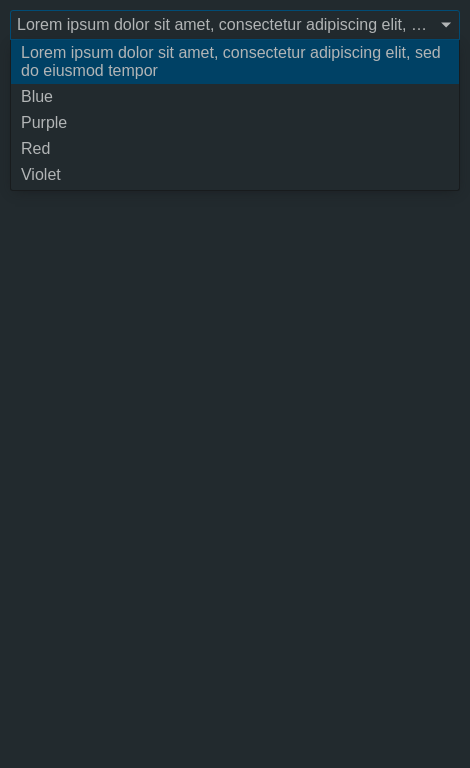 Lorem ipsum dolor sit amet, consectetur adipiscing elit, …
Lorem ipsum dolor sit amet, consectetur adipiscing elit, sed
do eiusmod tempor
Blue
Purple
Red
Violet